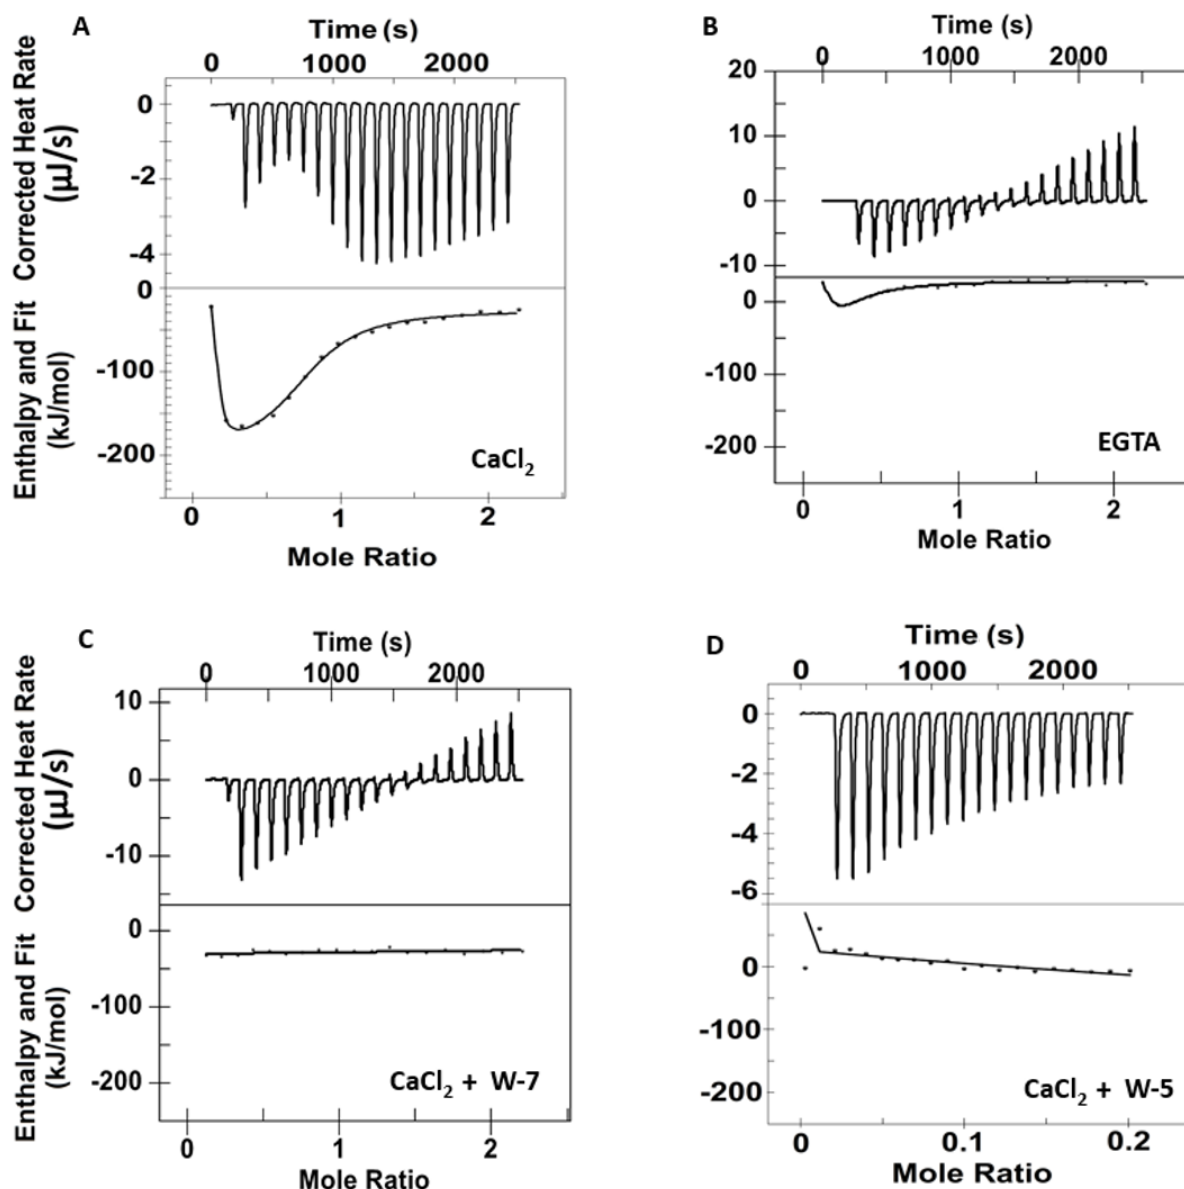 A
Time (s)
0 1000 2000
Corrected Heat Rate
(µJ/s)
0
-2
-4
Enthalpy and Fit
(kJ/mol)
0
-100
-200
CaCl₂
0 1 2
Mole Ratio
B
Time (s)
0 1000 2000
20
10
0
-10
0
-100
-200
EGTA
0 1 2
Mole Ratio
C
Time (s)
0 1000 2000
Corrected Heat Rate
(µJ/s)
10
0
-10
Enthalpy and Fit
(kJ/mol)
0
-100
-200
CaCl₂ + W-7
0 1 2
Mole Ratio
D
Time (s)
0 1000 2000
0
-2
-4
-6
0
-100
-200
CaCl₂ + W-5
0 0.1 0.2
Mole Ratio